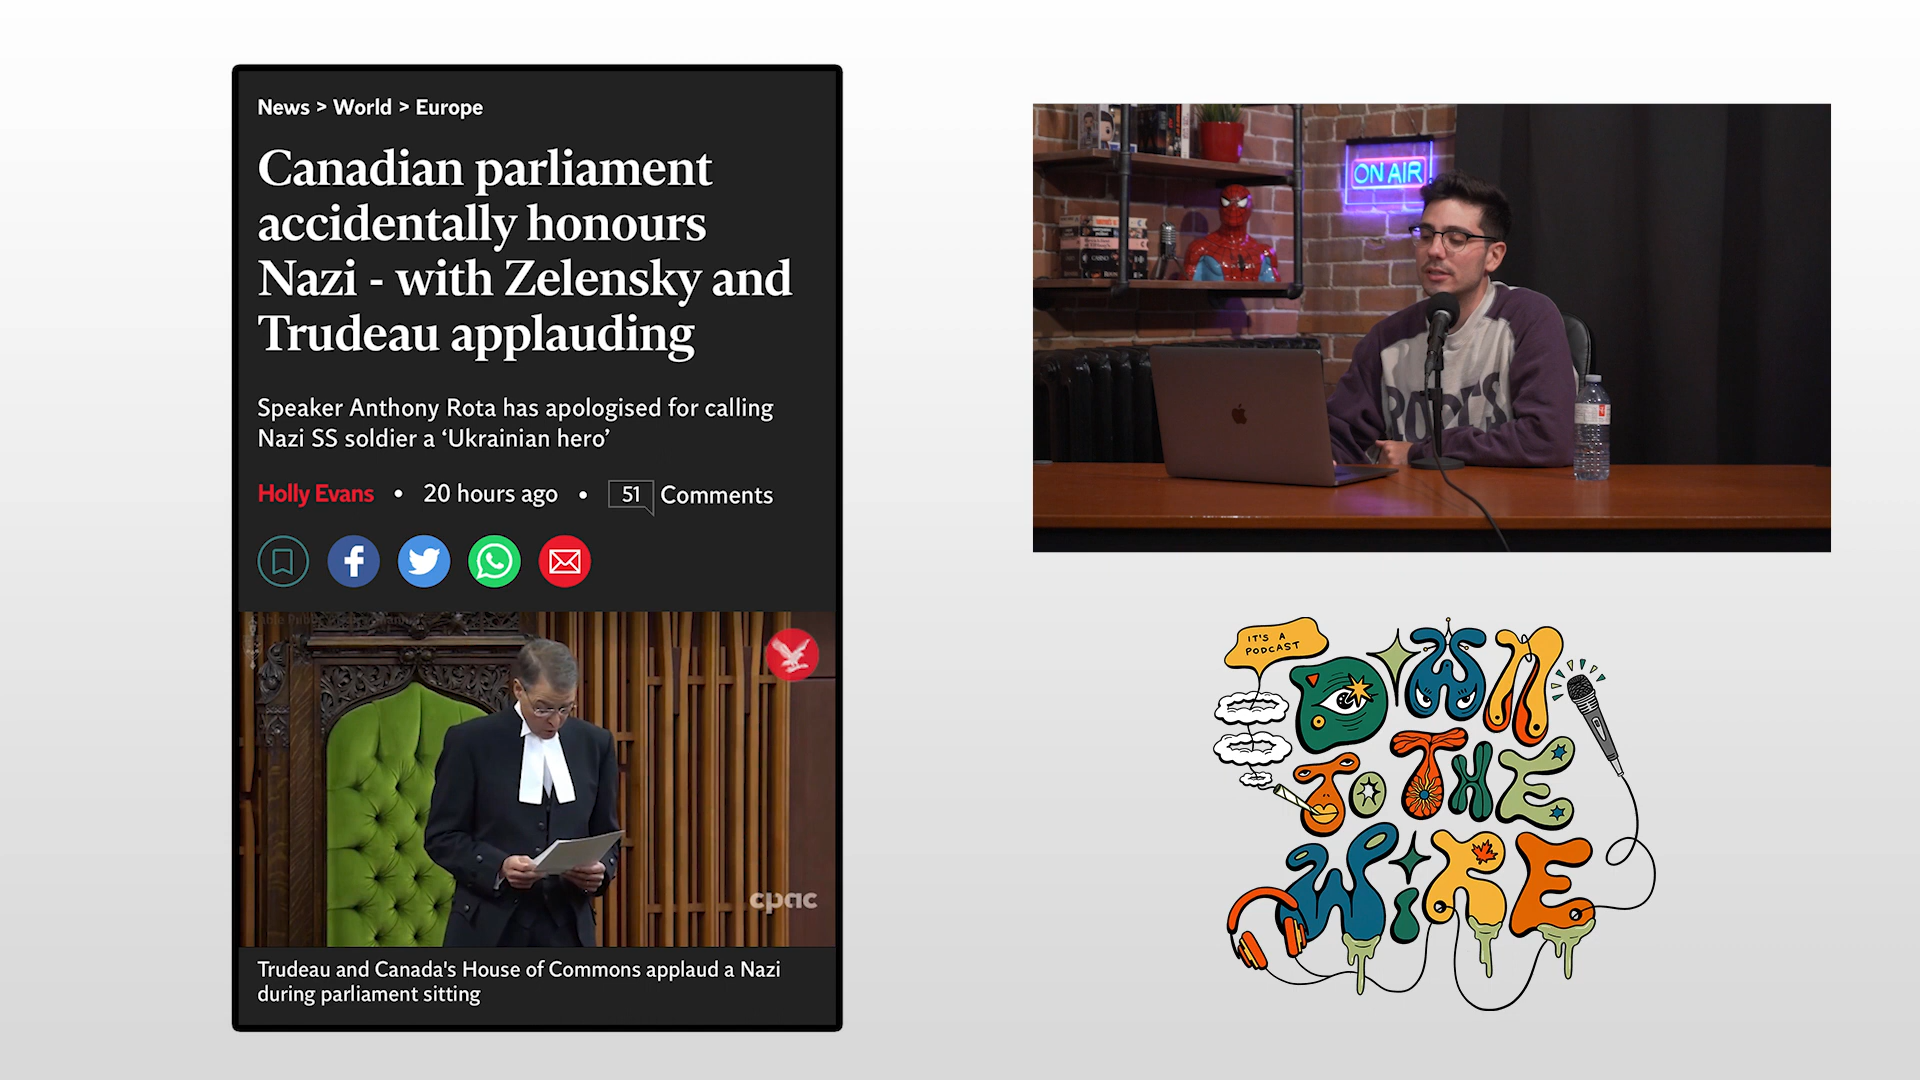 News > World > Europe
Canadian parliament
accidentally honours
Nazi - with Zelensky and
Trudeau applauding
Speaker Anthony Rota has apologised for calling
Nazi SS soldier a ‘Ukrainian hero’
Holly Evans • 20 hours ago • 51 Comments
cpac
Trudeau and Canada's House of Commons applaud a Nazi
during parliament sitting
ON AIR
ROOTS
CASINO
IT'S A
PODCAST
DOWN
TO THE
WiRE